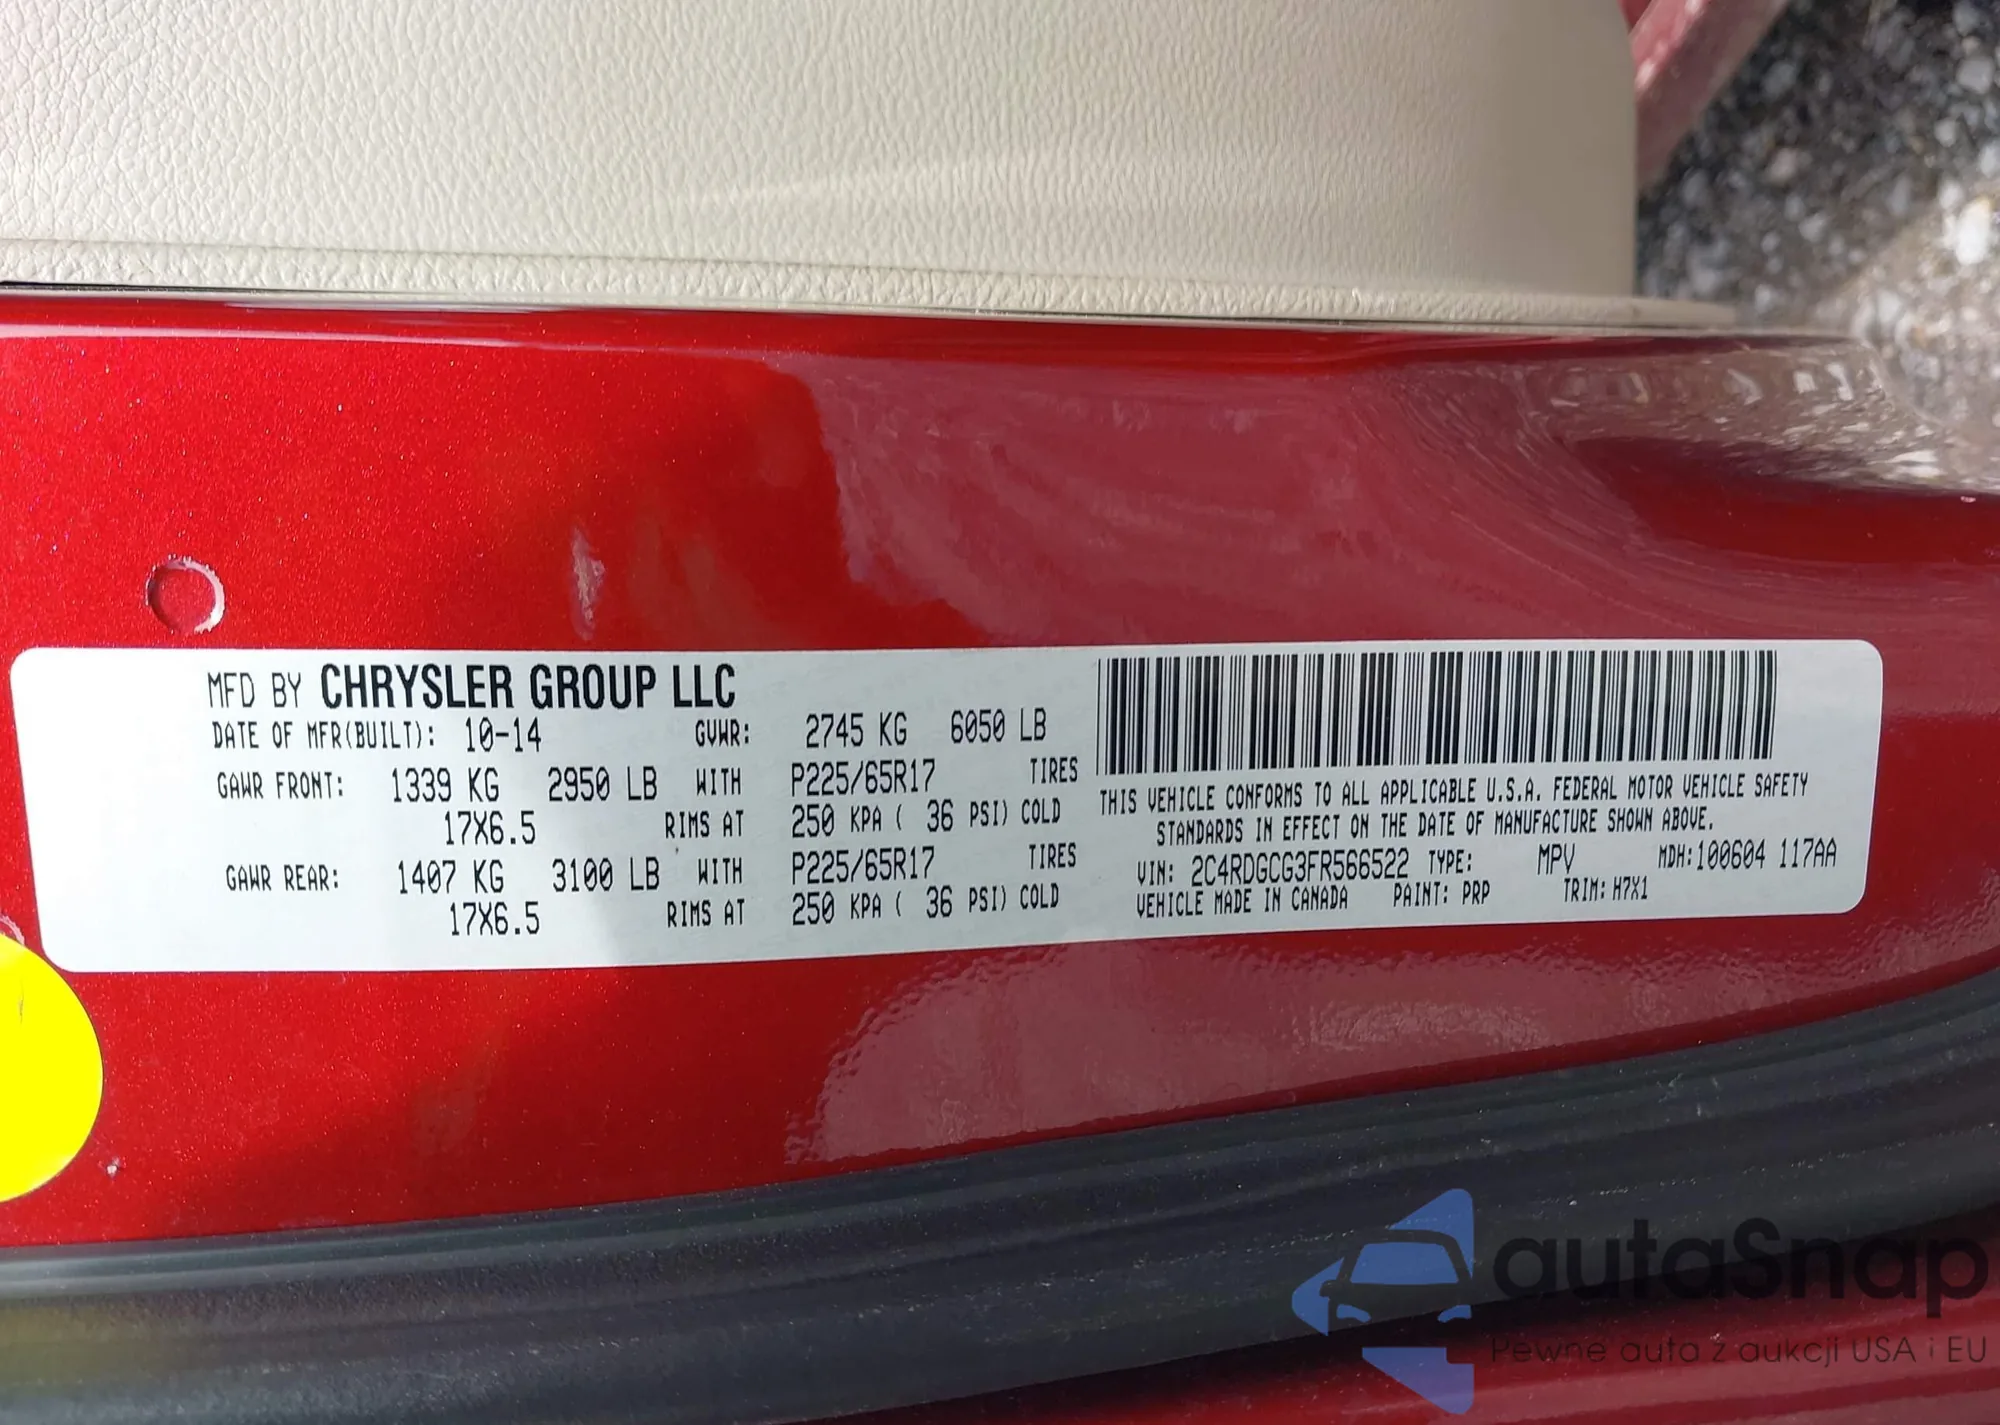 MFD BY CHRYSLER GROUP LLC
DATE OF MFR(BUILT): 10-14 GVWR: 2745 KG 6050 LB
GAWR FRONT: 1339 KG 2950 LB WITH P225/65R17 TIRES
17X6.5 RIMS AT 250 KPA ( 36 PSI) COLD
GAWR REAR: 1407 KG 3100 LB WITH P225/65R17 TIRES
17X6.5 RIMS AT 250 KPA ( 36 PSI) COLD
THIS VEHICLE CONFORMS TO ALL APPLICABLE U.S.A. FEDERAL MOTOR VEHICLE SAFETY
STANDARDS IN EFFECT ON THE DATE OF MANUFACTURE SHOWN ABOVE.
VIN: 2C4RDGCG3FR566522 TYPE: MPV MDH:100604 117AA
VEHICLE MADE IN CANADA PAINT: PRP TRIM: H7X1
autaSnap
Pewne auta z aukcji USA i EU